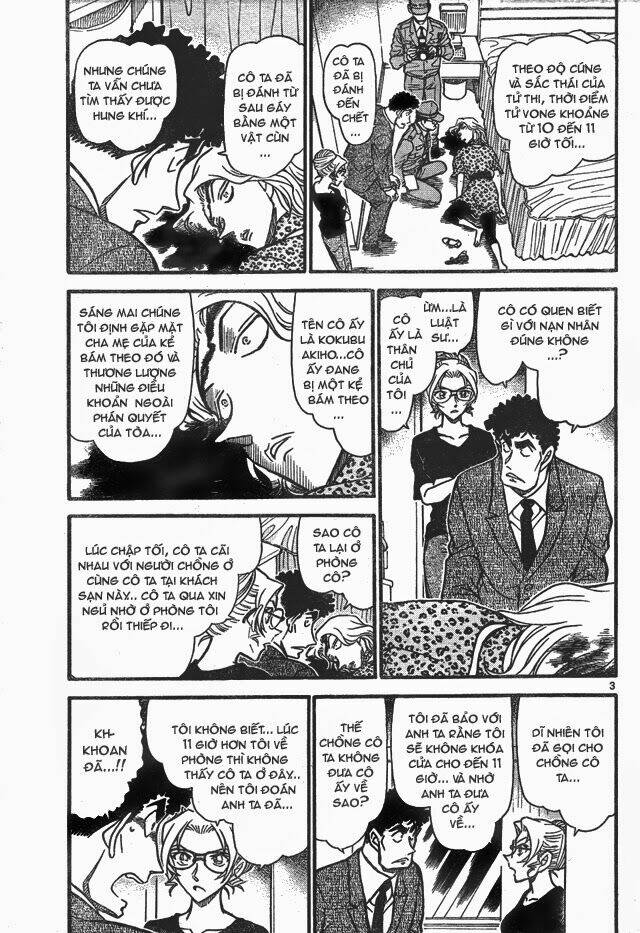 THEO ĐỘ CỨNG
VÀ SẮC THÁI CỦA
TỬ THI, THỜI ĐIỂM
TỬ VONG KHOẢNG
TỪ 10 ĐẾN 11
GIỜ TỐI...
CÔ TA
ĐÃ BỊ
ĐÁNH
ĐẾN
CHẾT
...
CÔ TA ĐÃ
BỊ ĐÁNH TỪ
SAU GÁY
BẰNG MỘT
VẬT CÙN
...
NHƯNG CHÚNG
TA VẨN CHƯA
TÌM THẤY ĐƯỢC
HUNG KHÍ...
CÔ CÓ QUEN BIẾT
GÌ VỚI NẠN NHÂN
ĐÚNG KHÔNG
...?
ỪM...LÀ
LUẬT
SƯ...
CÔ
ẤY LÀ
THÂN
CHỦ
CỦA
TÔI
...
TÊN CÔ ẤY
LÀ KOKUBU
AKIHO...CÔ
ẤY ĐANG
BỊ MỘT KẺ
BÁM THEO
...
SÁNG MAI CHÚNG
TÔI ĐỊNH GẶP MẶT
CHA MẸ CỦA KẺ
BÁM THEO ĐÓ VÀ
THƯƠNG LƯỢNG
NHỮNG ĐIỀU
KHOẢN NGOÀI
PHÁN QUYẾT
CỦA TÒA...
SAO CÔ
TA LẠI Ở
PHÒNG
CÔ?
LÚC CHẬP TỐI, CÔ TA CÃI
NHAU VỚI NGƯỜI CHỒNG Ở
CÙNG CÔ TA TẠI KHÁCH
SẠN NÀY.. CÔ TA QUA XIN
NGỦ NHỜ Ở PHÒNG TÔI
RỒI THIẾP ĐI...
3
DĨ NHIÊN TÔI
ĐÃ GỌI CHO
CHỒNG CÔ
TA...
TÔI ĐÃ BẢO VỚI
ANH TA RẰNG TÔI
SẼ KHÔNG KHÓA
CỬA CHO ĐẾN 11
GIỜ... VÀ NHỜ
ANH TA ĐƯA
CÔ ẤY
VỀ...
THẾ
CHỒNG CÔ TA
KHÔNG ĐƯA
CÔ ẤY
VỀ SAO?
TÔI KHÔNG BIẾT... LÚC
11 GIỜ HƠN TÔI VỀ
PHÒNG THÌ KHÔNG
THẤY CÔ TA Ở ĐÂY...
NÊN TÔI ĐOÁN
ANH TA ĐÃ...
KH-
KHOAN
ĐÃ...!!